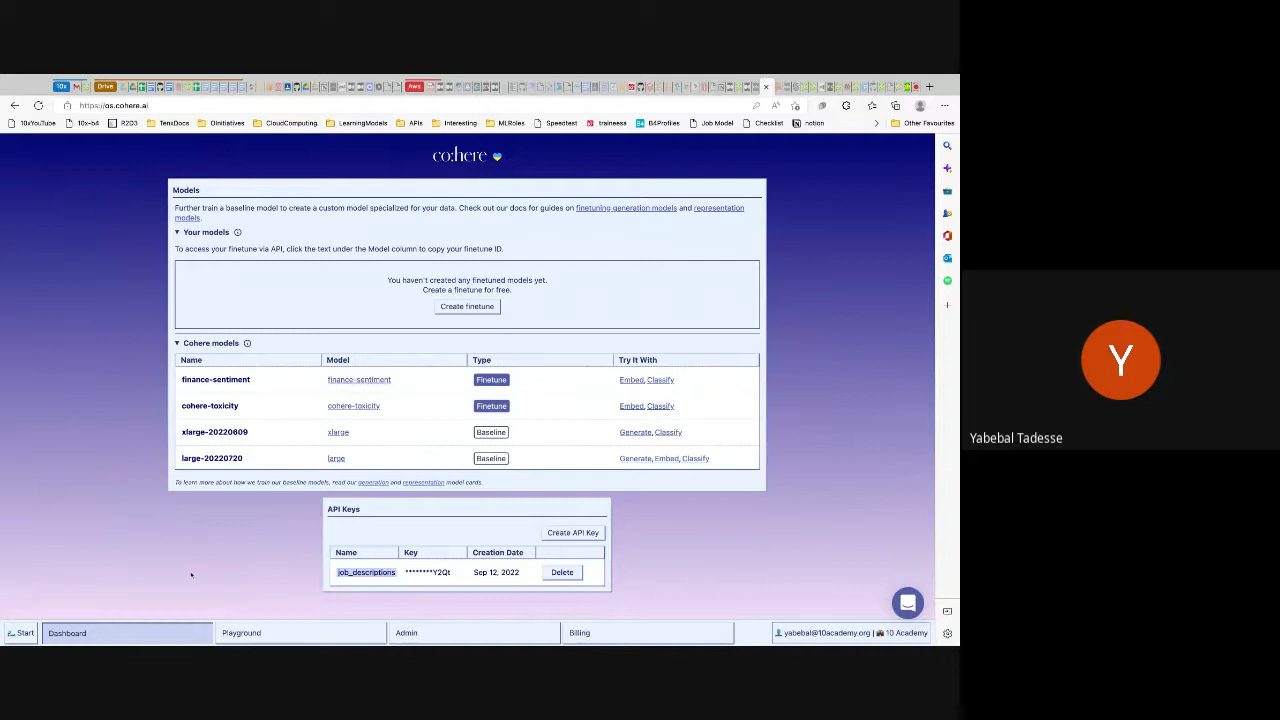 10x
Drive
Aws
https://os.cohere.ai
10xYouTube
10x-b4
R2D3
TenxDocs
OInitiatives
CloudComputing
LearningModels
APIs
Interesting
MLRoles
Speedtest
traineesa
B4Profiles
Job Model
Checklist
notion
Other Favourites
co:here
Models
Further train a baseline model to create a custom model specialized for your data. Check out our docs for guides on finetuning generation models and representation
models.
Your models
To access your finetune via API, click the text under the Model column to copy your finetune ID.
You haven't created any finetuned models yet.
Create a finetune for free.
Create finetune
Cohere models
Name Model Type Try It With
finance-sentiment finance-sentiment Finetune Embed, Classify
cohere-toxicity cohere-toxicity Finetune Embed, Classify
xlarge-20220609 xlarge Baseline Generate, Classify
large-20220720 large Baseline Generate, Embed, Classify
To learn more about how we train our baseline models, read our generation and representation model cards.
API Keys
Create API Key
Name Key Creation Date
job_descriptions ********Y2Qt Sep 12, 2022 Delete
Start
Dashboard
Playground
Admin
Billing
yabebal@10academy.org | 10 Academy
Y
Yabebal Tadesse